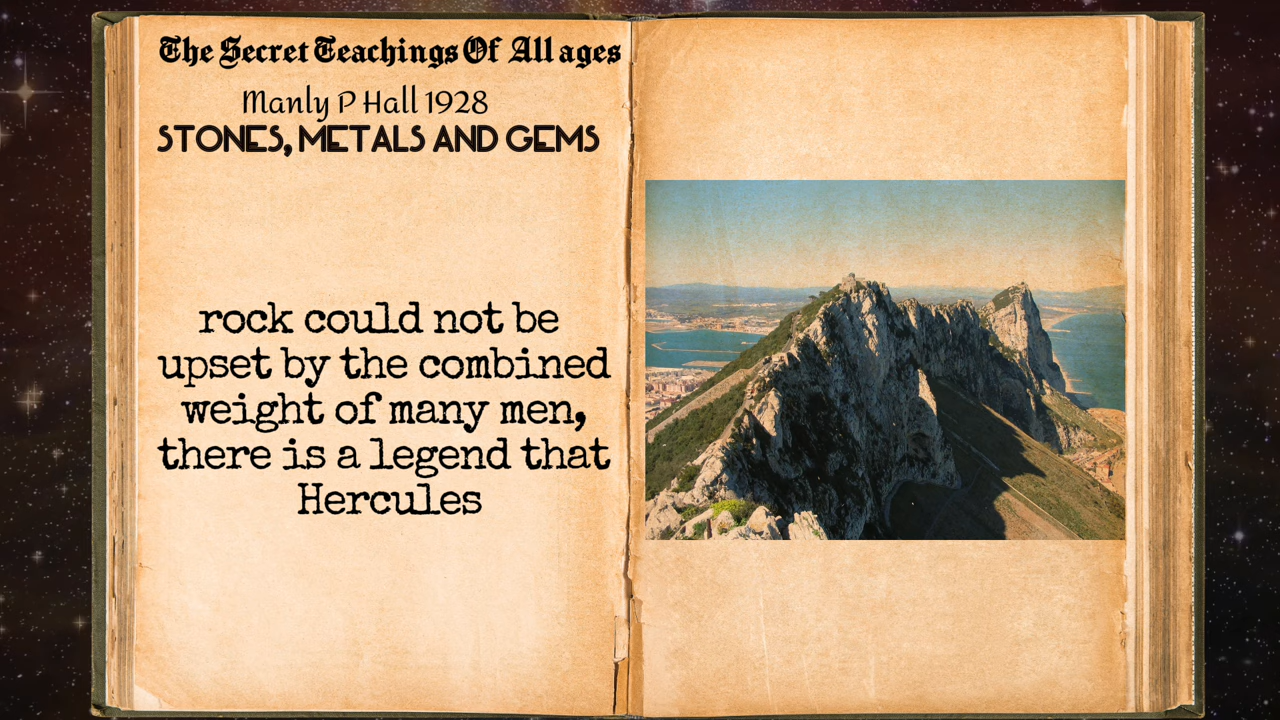 The Secret Teachings Of All ages
Manly P Hall 1928
STONES, METALS AND GEMS
rock could not be
upset by the combined
weight of many men,
there is a legend that
Hercules